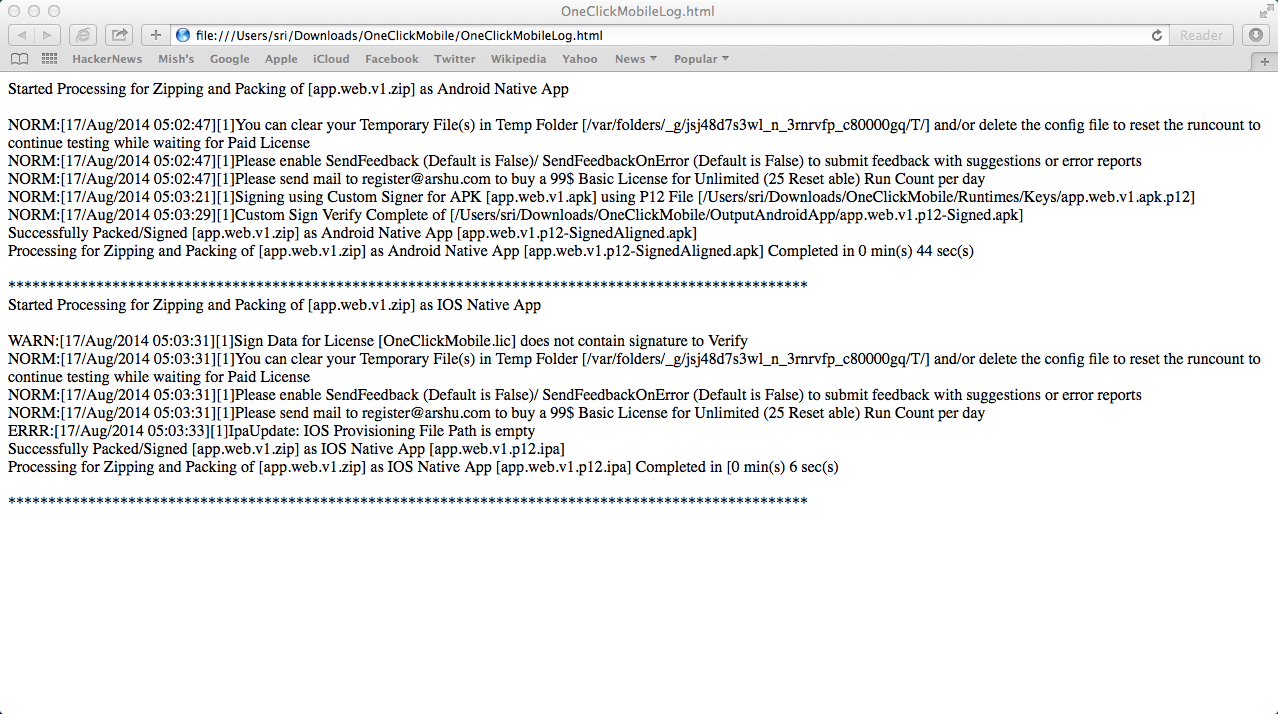 OneClickMobileLog.html
file:///Users/sri/Downloads/OneClickMobile/OneClickMobileLog.html
Reader
HackerNews Mish's Google Apple iCloud Facebook Twitter Wikipedia Yahoo News Popular
Started Processing for Zipping and Packing of [app.web.v1.zip] as Android Native App
NORM:[17/Aug/2014 05:02:47][1]You can clear your Temporary File(s) in Temp Folder [/var/folders/_g/jsj48d7s3wl_n_3rnrvfp_c80000gq/T/] and/or delete the config file to reset the runcount to
continue testing while waiting for Paid License
NORM:[17/Aug/2014 05:02:47][1]Please enable SendFeedback (Default is False)/ SendFeedbackOnError (Default is False) to submit feedback with suggestions or error reports
NORM:[17/Aug/2014 05:02:47][1]Please send mail to register@arshu.com to buy a 99$ Basic License for Unlimited (25 Reset able) Run Count per day
NORM:[17/Aug/2014 05:03:21][1]Signing using Custom Signer for APK [app.web.v1.apk] using P12 File [/Users/sri/Downloads/OneClickMobile/Runtimes/Keys/app.web.v1.apk.p12]
NORM:[17/Aug/2014 05:03:29][1]Custom Sign Verify Complete of [/Users/sri/Downloads/OneClickMobile/OutputAndroidApp/app.web.v1.p12-Signed.apk]
Successfully Packed/Signed [app.web.v1.zip] as Android Native App [app.web.v1.p12-SignedAligned.apk]
Processing for Zipping and Packing of [app.web.v1.zip] as Android Native App [app.web.v1.p12-SignedAligned.apk] Completed in 0 min(s) 44 sec(s)
****************************************************************************************************
Started Processing for Zipping and Packing of [app.web.v1.zip] as IOS Native App
WARN:[17/Aug/2014 05:03:31][1]Sign Data for License [OneClickMobile.lic] does not contain signature to Verify
NORM:[17/Aug/2014 05:03:31][1]You can clear your Temporary File(s) in Temp Folder [/var/folders/_g/jsj48d7s3wl_n_3rnrvfp_c80000gq/T/] and/or delete the config file to reset the runcount to
continue testing while waiting for Paid License
NORM:[17/Aug/2014 05:03:31][1]Please enable SendFeedback (Default is False)/ SendFeedbackOnError (Default is False) to submit feedback with suggestions or error reports
NORM:[17/Aug/2014 05:03:31][1]Please send mail to register@arshu.com to buy a 99$ Basic License for Unlimited (25 Reset able) Run Count per day
ERRR:[17/Aug/2014 05:03:33][1]IpaUpdate: IOS Provisioning File Path is empty
Successfully Packed/Signed [app.web.v1.zip] as IOS Native App [app.web.v1.p12.ipa]
Processing for Zipping and Packing of [app.web.v1.zip] as IOS Native App [app.web.v1.p12.ipa] Completed in [0 min(s) 6 sec(s)
****************************************************************************************************